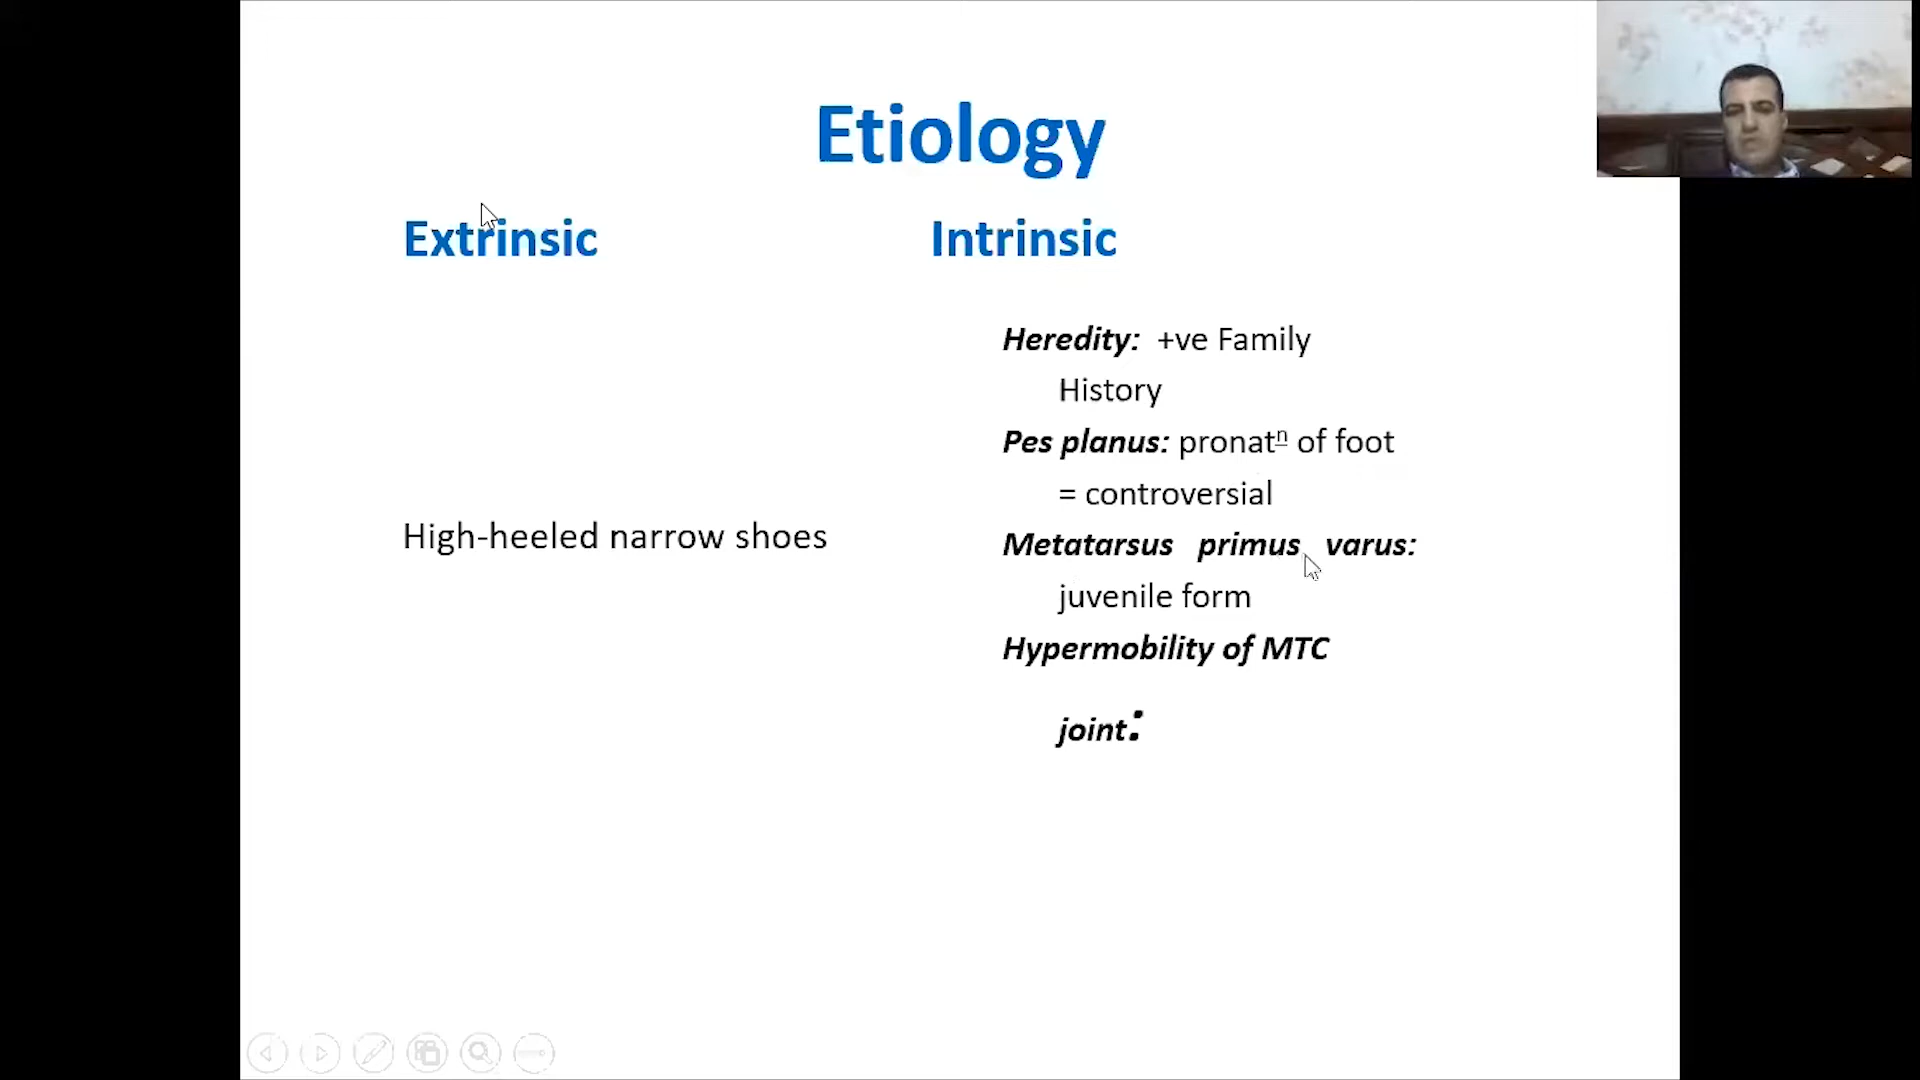 Etiology
Extrinsic
High-heeled narrow shoes
Intrinsic
Heredity: +ve Family
History
Pes planus: pronatⁿ of foot
= controversial
Metatarsus primus varus:
juvenile form
Hypermobility of MTC
joint: